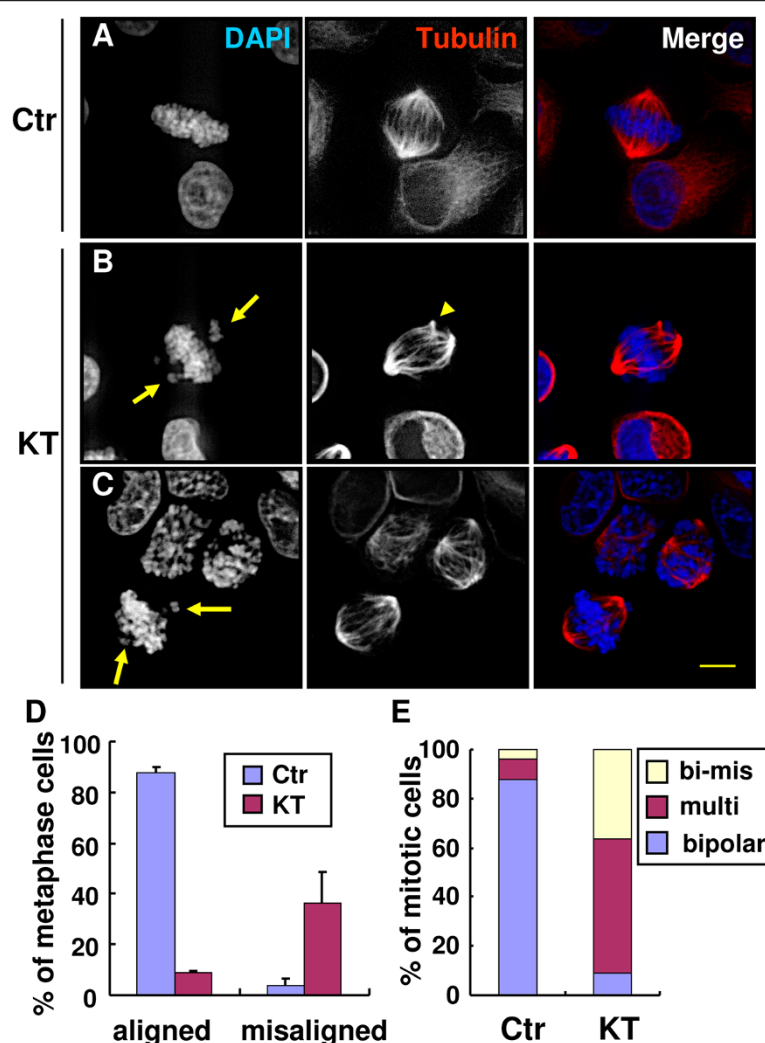 A DAPI Tubulin Merge
Ctr
B
KT
C
D
% of metaphase cells
100
80
60
40
20
0
Ctr
KT
aligned misaligned
E
% of mitotic cells
100
80
60
40
20
0
bi-mis
multi
bipolar
Ctr KT